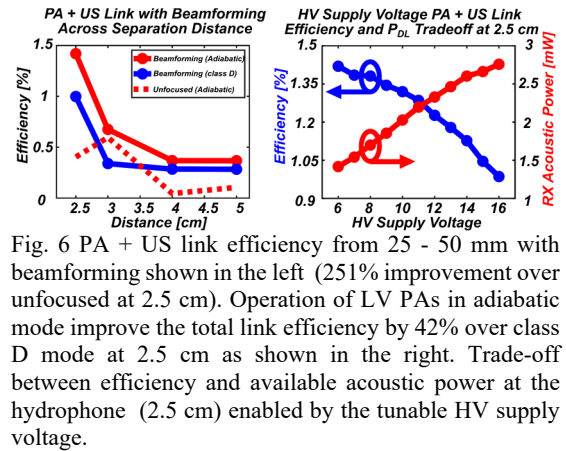 PA + US Link with Beamforming
Across Separation Distance
Efficiency [%]
1.5
1
0.5
0
Beamforming (Adiabatic)
Beamforming (class D)
Unfocused (Adiabatic)
2.5 3 3.5 4 4.5 5
Distance [cm]
HV Supply Voltage PA + US Link
Efficiency and PDL Tradeoff at 2.5 cm
Efficiency [%]
1.45
1.35
1.25
1.15
1.05
0.9
3
2.5
2
1.5
1
RX Acoustic Power [mW]
6 8 10 12 14 16
HV Supply Voltage
Fig. 6 PA + US link efficiency from 25 - 50 mm with
beamforming shown in the left (251% improvement over
unfocused at 2.5 cm). Operation of LV PAs in adiabatic
mode improve the total link efficiency by 42% over class
D mode at 2.5 cm as shown in the right. Trade-off
between efficiency and available acoustic power at the
hydrophone (2.5 cm) enabled by the tunable HV supply
voltage.